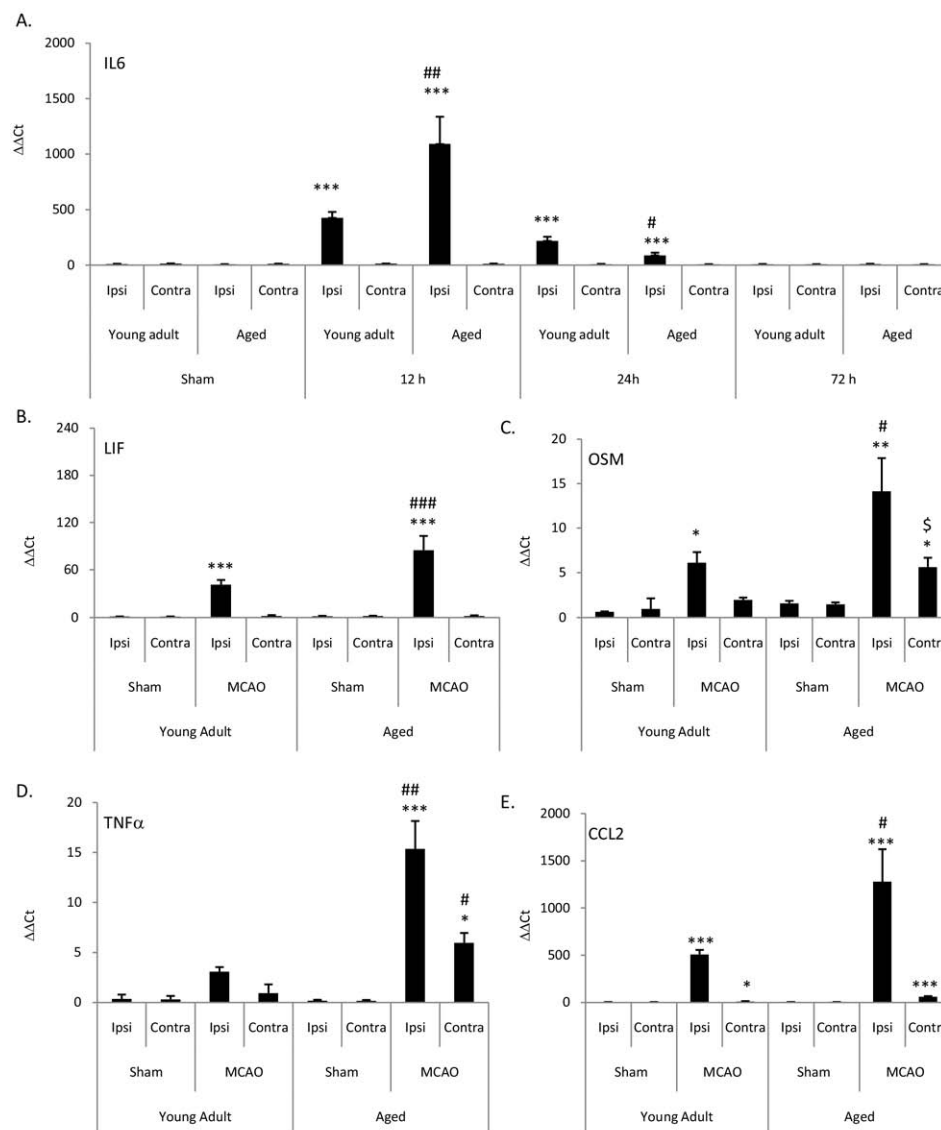 A.
2000
IL6
##
***
1500
ΔΔCt
1000
***
500
***
#
***
0
Ipsi Contra Ipsi Contra Ipsi Contra Ipsi Contra Ipsi Contra Ipsi Contra Ipsi Contra Ipsi Contra
Young adult Aged Young adult Aged Young adult Aged Young adult Aged
Sham 12 h 24h 72 h
B.
240
LIF
180
ΔΔCt
120
###
***
60
***
0
Ipsi Contra Ipsi Contra Ipsi Contra Ipsi Contra
Sham MCAO Sham MCAO
Young Adult Aged
C.
20
OSM
#
**
15
ΔΔCt
10
*
$
*
5
0
Ipsi Contra Ipsi Contra Ipsi Contra Ipsi Contra
Sham MCAO Sham MCAO
Young Adult Aged
D.
20
TNFα
##
***
15
ΔΔCt
10
#
*
5
0
Ipsi Contra Ipsi Contra Ipsi Contra Ipsi Contra
Sham MCAO Sham MCAO
Young Adult Aged
E.
2000
CCL2
#
***
1500
ΔΔCt
1000
***
500
*
***
0
Ipsi Contra Ipsi Contra Ipsi Contra Ipsi Contra
Sham MCAO Sham MCAO
Young Adult Aged